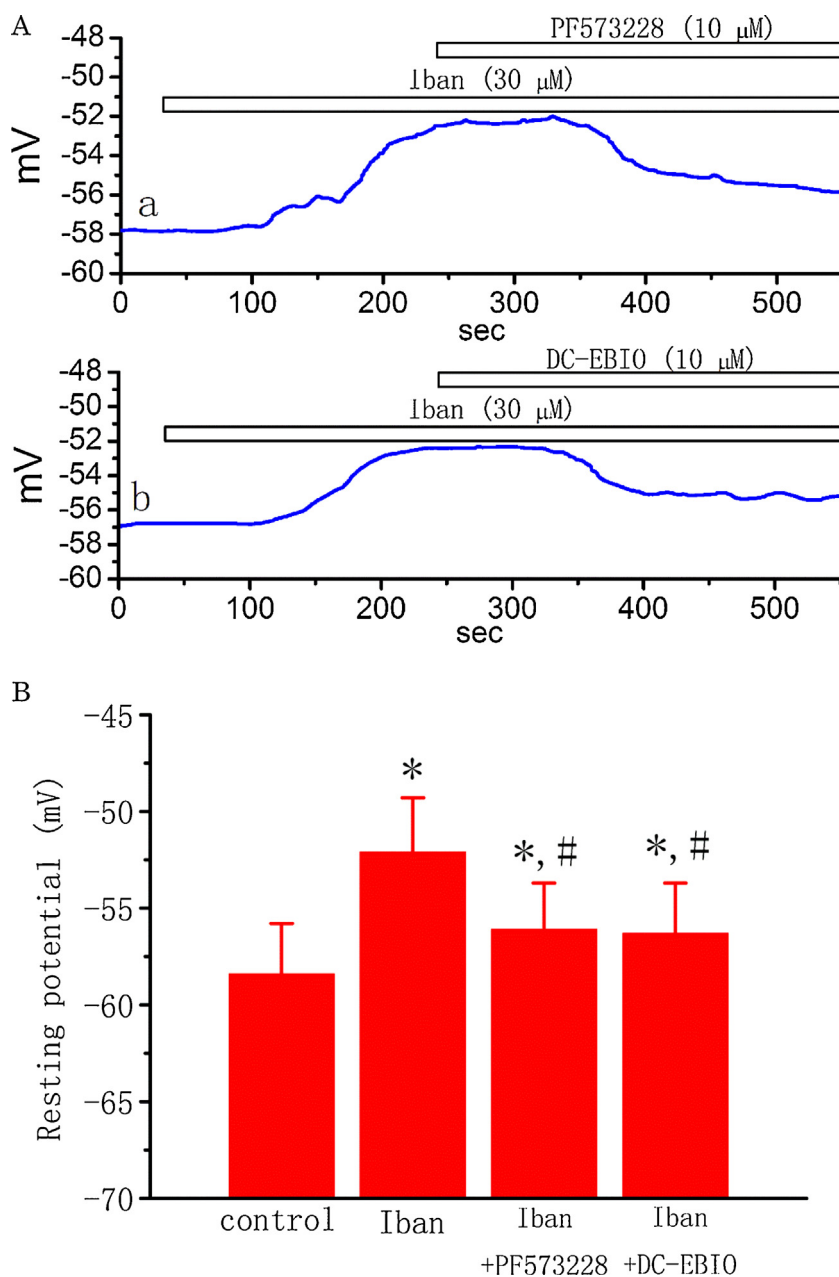 A
PF573228 (10 μM)
Iban (30 μM)
mV
-48
-50
-52
-54
-56
-58
-60
a
0 100 200 300 400 500
sec
DC-EBIO (10 μM)
Iban (30 μM)
mV
-48
-50
-52
-54
-56
-58
-60
b
0 100 200 300 400 500
sec
B
Resting potential (mV)
-45
-50
-55
-60
-65
-70
*
*, #
*, #
control Iban Iban Iban
+PF573228 +DC-EBIO